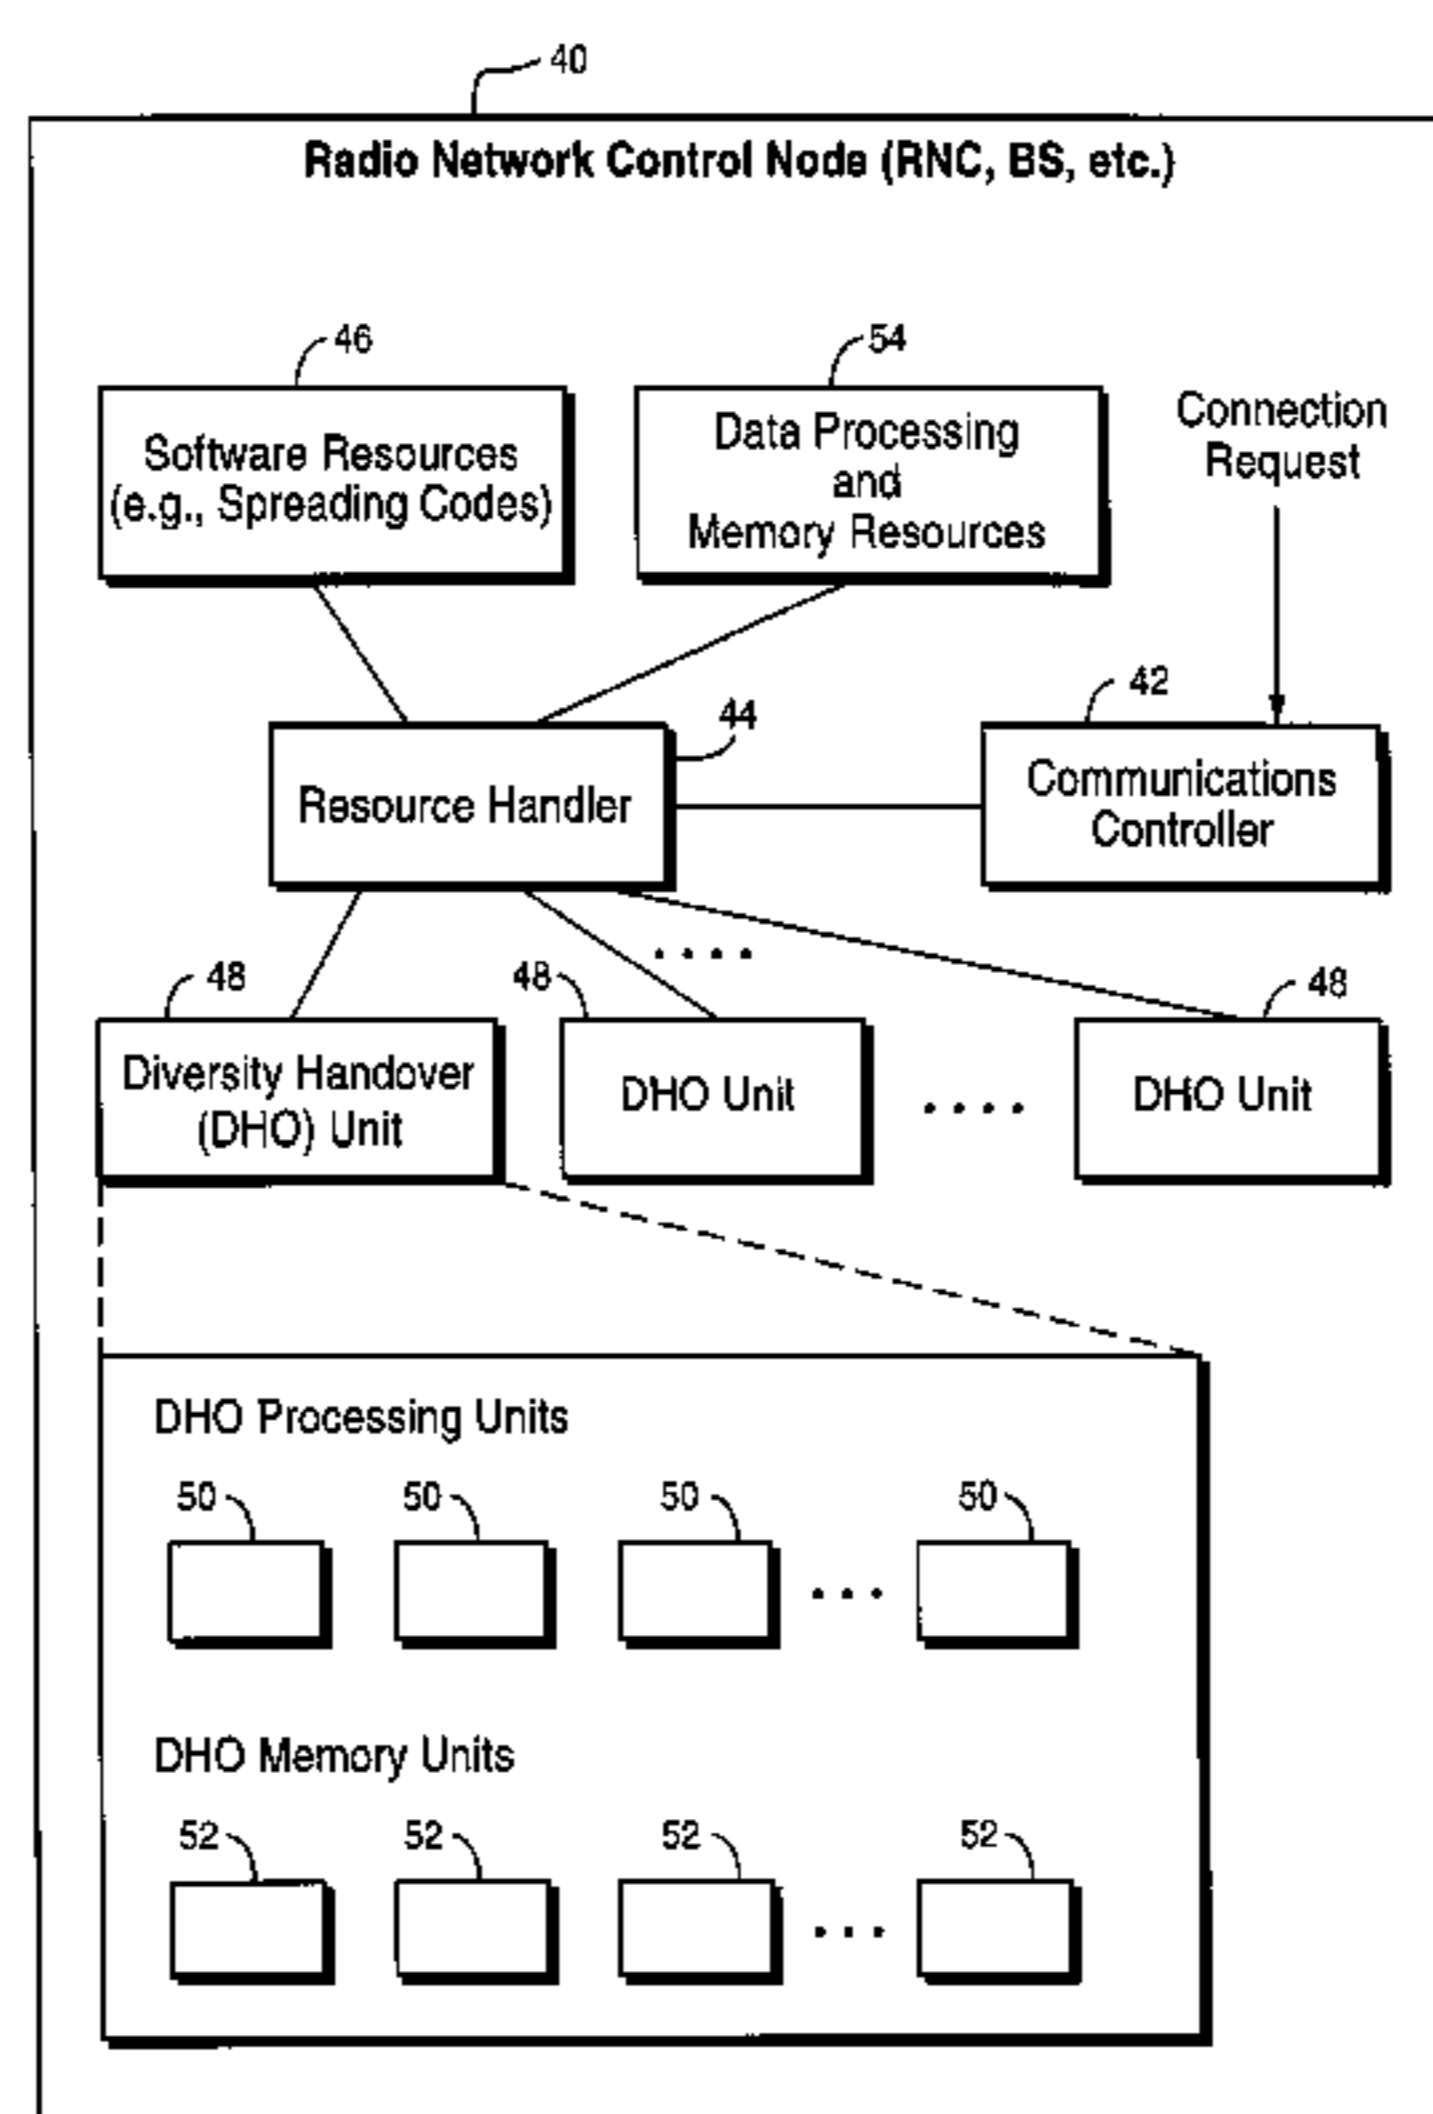 40
Radio Network Control Node (RNC, BS, etc.)
46
54
Software Resources
(e.g., Spreading Codes)
Data Processing
and
Memory Resources
Connection
Request
44
42
Resource Handler
Communications
Controller
48
48
48
Diversity Handover
(DHO) Unit
DHO Unit
DHO Unit
DHO Processing Units
50
50
50
50
DHO Memory Units
52
52
52
52